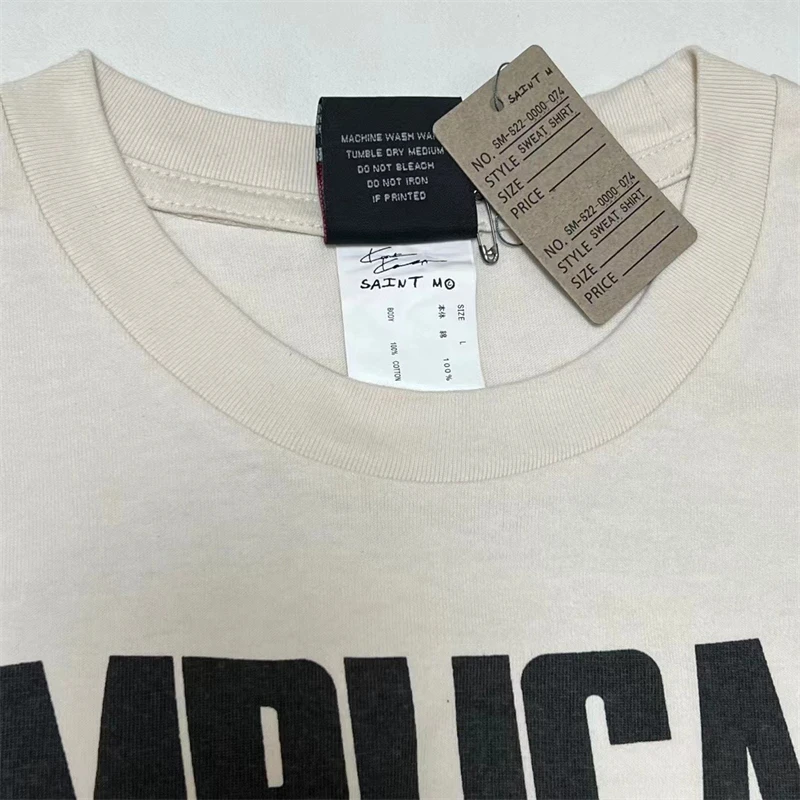 MACHINE WASH WA
TUMBLE DRY MEDIUM
DO NOT BLEACH
DO NOT IRON
IF PRINTED
SAINT M©
SIZE L
本体 綿 100%
BODY 100% COTTON
SAINT M
NO. SM-S22-0000-074
STYLE SWEAT SHIRT
SIZE
PRICE
NO. SM-S22-0000-074
STYLE SWEAT SHIRT
SIZE
PRICE
MPLICA